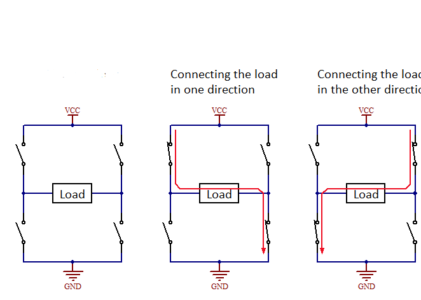 Connecting the load
in one direction
Connecting the load
in the other directic
VCC
VCC
VCC
Load
Load
Load
GND
GND
GND